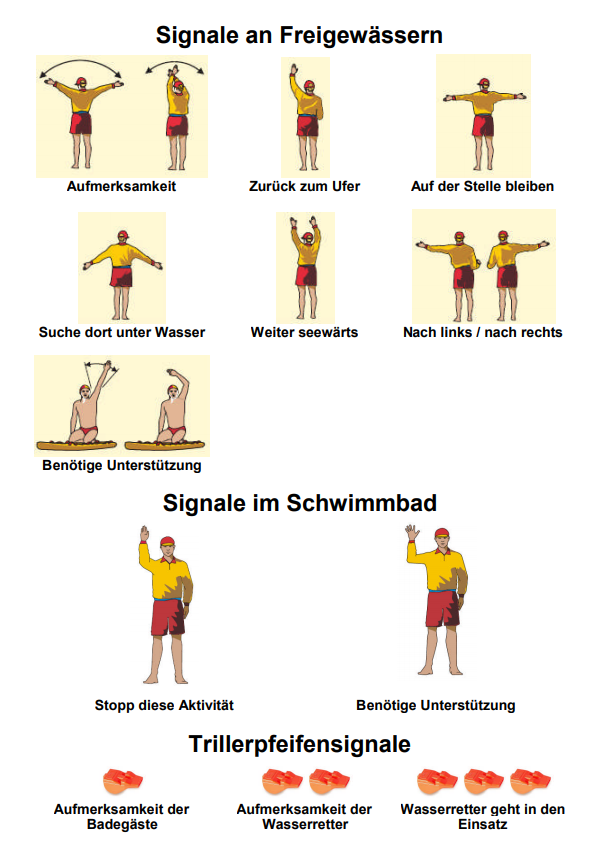 Signale an Freigewässern
Aufmerksamkeit
Zurück zum Ufer
Auf der Stelle bleiben
Suche dort unter Wasser
Weiter seewärts
Nach links / nach rechts
Benötige Unterstützung
Signale im Schwimmbad
Stopp diese Aktivität
Benötige Unterstützung
Trillerpfeifensignale
Aufmerksamkeit der
Badegäste
Aufmerksamkeit der
Wasserretter
Wasserretter geht in den
Einsatz